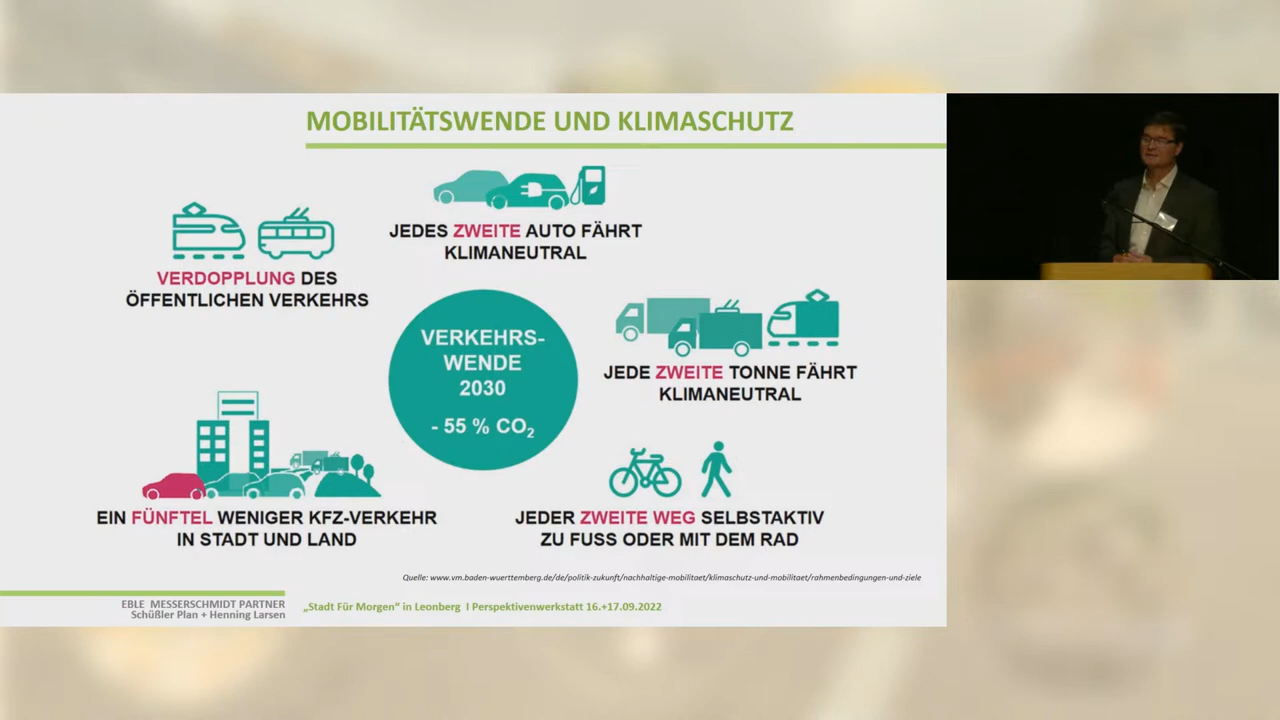 MOBILITÄTSWENDE UND KLIMASCHUTZ
JEDES ZWEITE AUTO FÄHRT
KLIMANEUTRAL
VERDOPPLUNG DES
ÖFFENTLICHEN VERKEHRS
VERKEHRS-
WENDE
2030
- 55 % CO₂
JEDE ZWEITE TONNE FÄHRT
KLIMANEUTRAL
EIN FÜNFTEL WENIGER KFZ-VERKEHR
IN STADT UND LAND
JEDER ZWEITE WEG SELBSTAKTIV
ZU FUSS ODER MIT DEM RAD
Quelle: www.vm.baden-wuerttemberg.de/de/politik-zukunft/nachhaltige-mobilitaet/klimaschutz-und-mobilitaet/rahmenbedingungen-und-ziele
EBLE MESSERSCHMIDT PARTNER
Schüßler Plan + Henning Larsen
„Stadt Für Morgen“ in Leonberg I Perspektivenwerkstatt 16.+17.09.2022